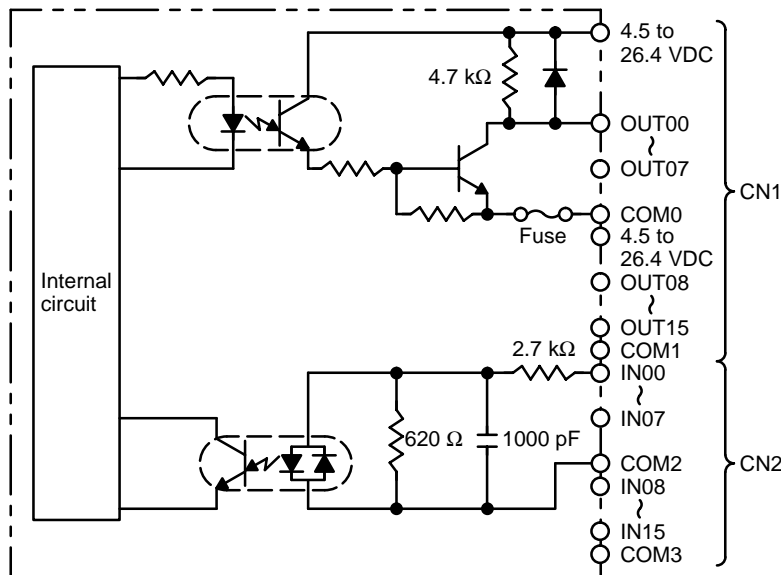 4.5 to
26.4 VDC
4.7 kΩ
OUT00
~
OUT07
CN1
COM0
Fuse
4.5 to
26.4 VDC
Internal
circuit
OUT08
~
OUT15
2.7 kΩ
COM1
IN00
~
IN07
620 Ω
1000 pF
COM2
CN2
IN08
~
IN15
COM3